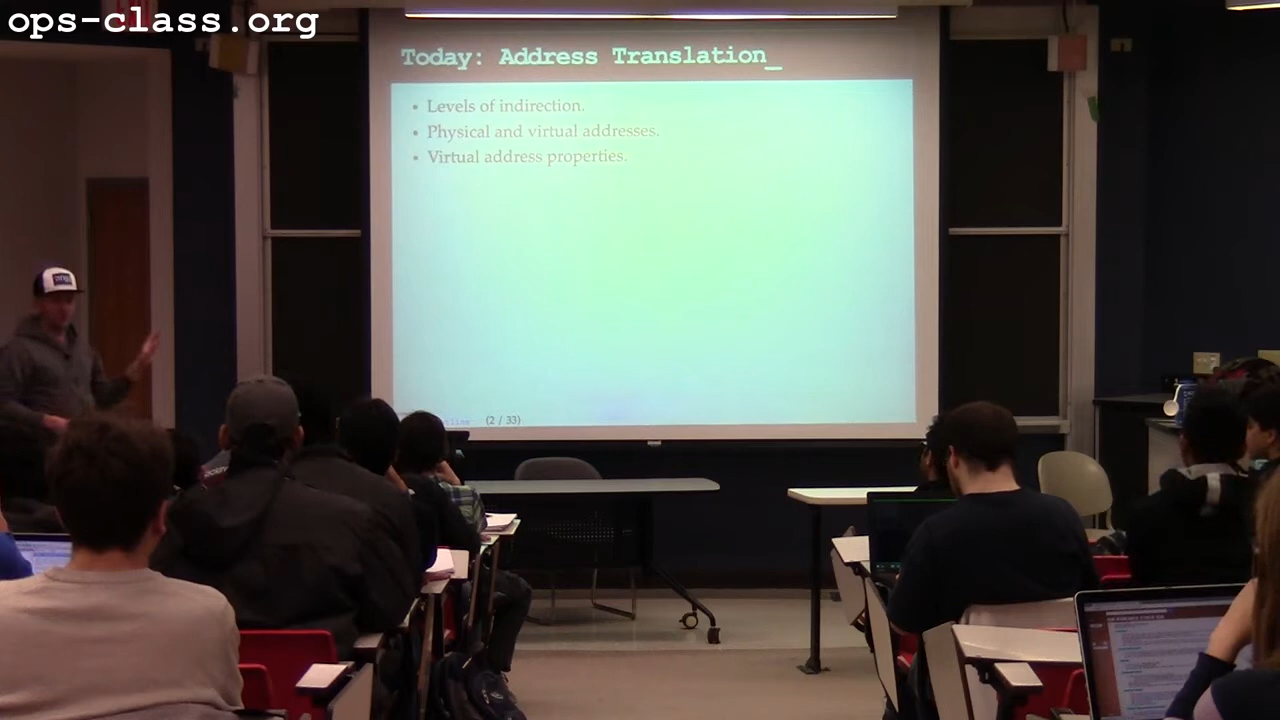 ops-class.org
Today: Address Translation_
• Levels of indirection.
• Physical and virtual addresses.
• Virtual address properties.
(2 / 33)